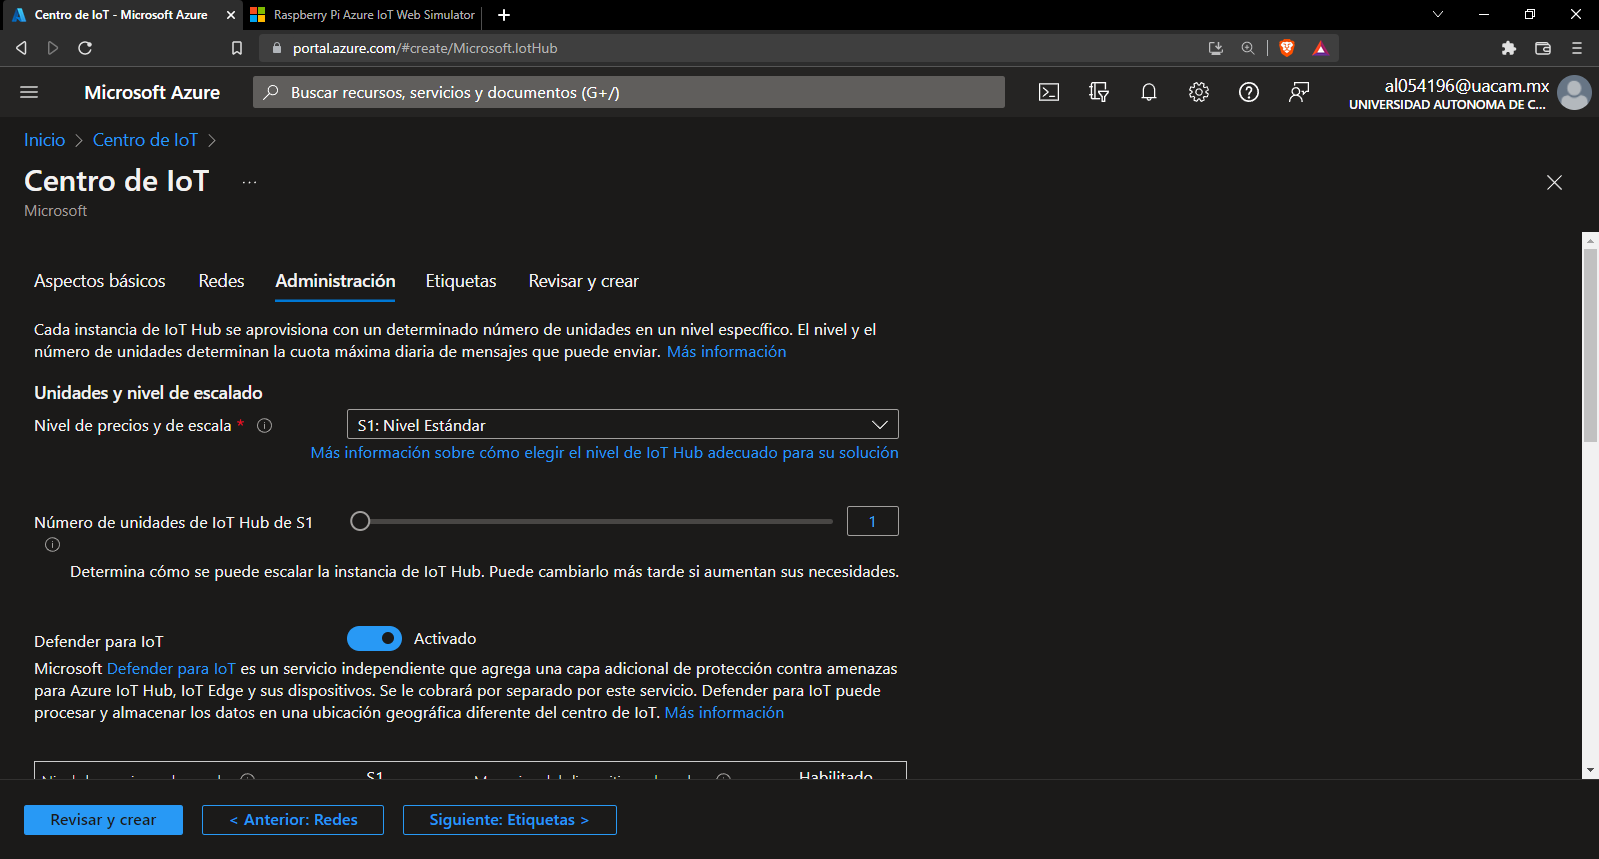 Centro de IoT - Microsoft Azure
Raspberry Pi Azure IoT Web Simulator
portal.azure.com/#create/Microsoft.IotHub
Microsoft Azure
Buscar recursos, servicios y documentos (G+/)
al054196@uacam.mx
UNIVERSIDAD AUTONOMA DE C...
Inicio > Centro de IoT >
Centro de IoT ...
Microsoft
Aspectos básicos Redes Administración Etiquetas Revisar y crear
Cada instancia de IoT Hub se aprovisiona con un determinado número de unidades en un nivel específico. El nivel y el
número de unidades determinan la cuota máxima diaria de mensajes que puede enviar. Más información
Unidades y nivel de escalado
Nivel de precios y de escala *
S1: Nivel Estándar
Más información sobre cómo elegir el nivel de IoT Hub adecuado para su solución
Número de unidades de IoT Hub de S1
1
Determina cómo se puede escalar la instancia de IoT Hub. Puede cambiarlo más tarde si aumentan sus necesidades.
Defender para IoT
Activado
Microsoft Defender para IoT es un servicio independiente que agrega una capa adicional de protección contra amenazas
para Azure IoT Hub, IoT Edge y sus dispositivos. Se le cobrará por separado por este servicio. Defender para IoT puede
procesar y almacenar los datos en una ubicación geográfica diferente del centro de IoT. Más información
S1
Habilitado
Revisar y crear
< Anterior: Redes
Siguiente: Etiquetas >